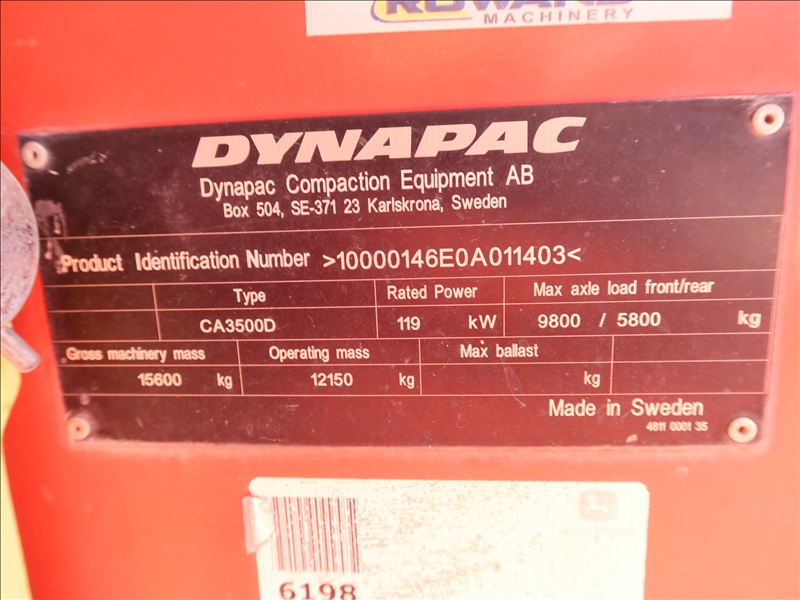 MACHINERY
DYNAPAC
Dynapac Compaction Equipment AB
Box 504, SE-371 23 Karlskrona, Sweden
Product Identification Number >10000146E0A011403<
Type Rated Power Max axle load front/rear
CA3500D 119 kW 9800 / 5800 kg
Gross machinery mass Operating mass Max ballast
15600 kg 12150 kg kg
Made in Sweden
4811 0001 35
6198